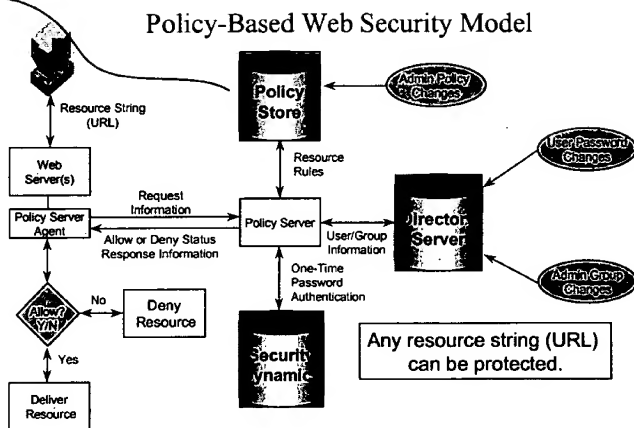 Policy-Based Web Security Model
Resource String
(URL)
Policy
Store
Admin Policy
Changes
Web
Server(s)
Resource
Rules
User Password
Changes
Request
Information
Policy Server
Agent
Policy Server
Director
Server
Allow or Deny Status
Response Information
User/Group
Information
One-Time
Password
Authentication
Admin Group
Changes
Allow?
Y/N
No
Deny
Resource
Yes
Security
ynamic
Any resource string (URL)
can be protected.
Deliver
Resource